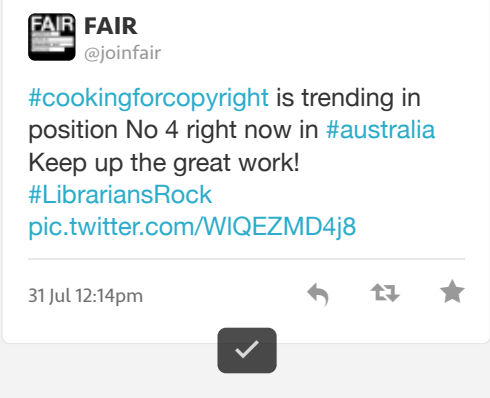 FAIR
FAIR
@joinfair
#cookingforcopyright is trending in
position No 4 right now in #australia
Keep up the great work!
#LibrariansRock
pic.twitter.com/WlQEZMD4j8
31 Jul 12:14pm